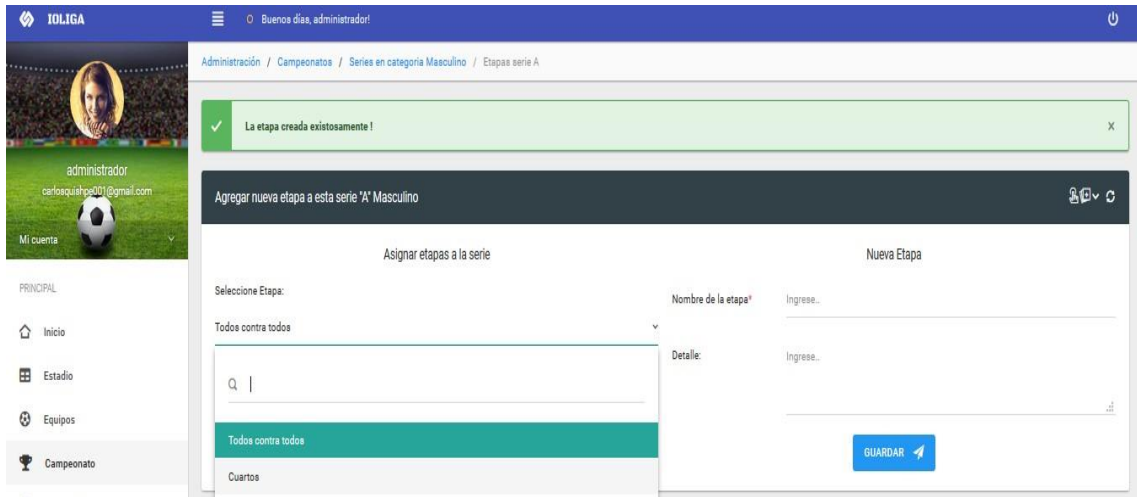 IOLIGA
Buenos días, administrador!
Administración / Campeonatos / Series en categoria Masculino / Etapas serie A
La etapa creada existosamente !
X
administrador
carlosquishpe001@gmail.com
Mi cuenta
Agregar nueva etapa a esta serie "A" Masculino
Asignar etapas a la serie
Nueva Etapa
PRINCIPAL
Seleccione Etapa:
Nombre de la etapa*
Ingrese..
Inicio
Todos contra todos
Detalle:
Ingrese..
Estadio
Equipos
Todos contra todos
GUARDAR
Campeonato
Cuartos